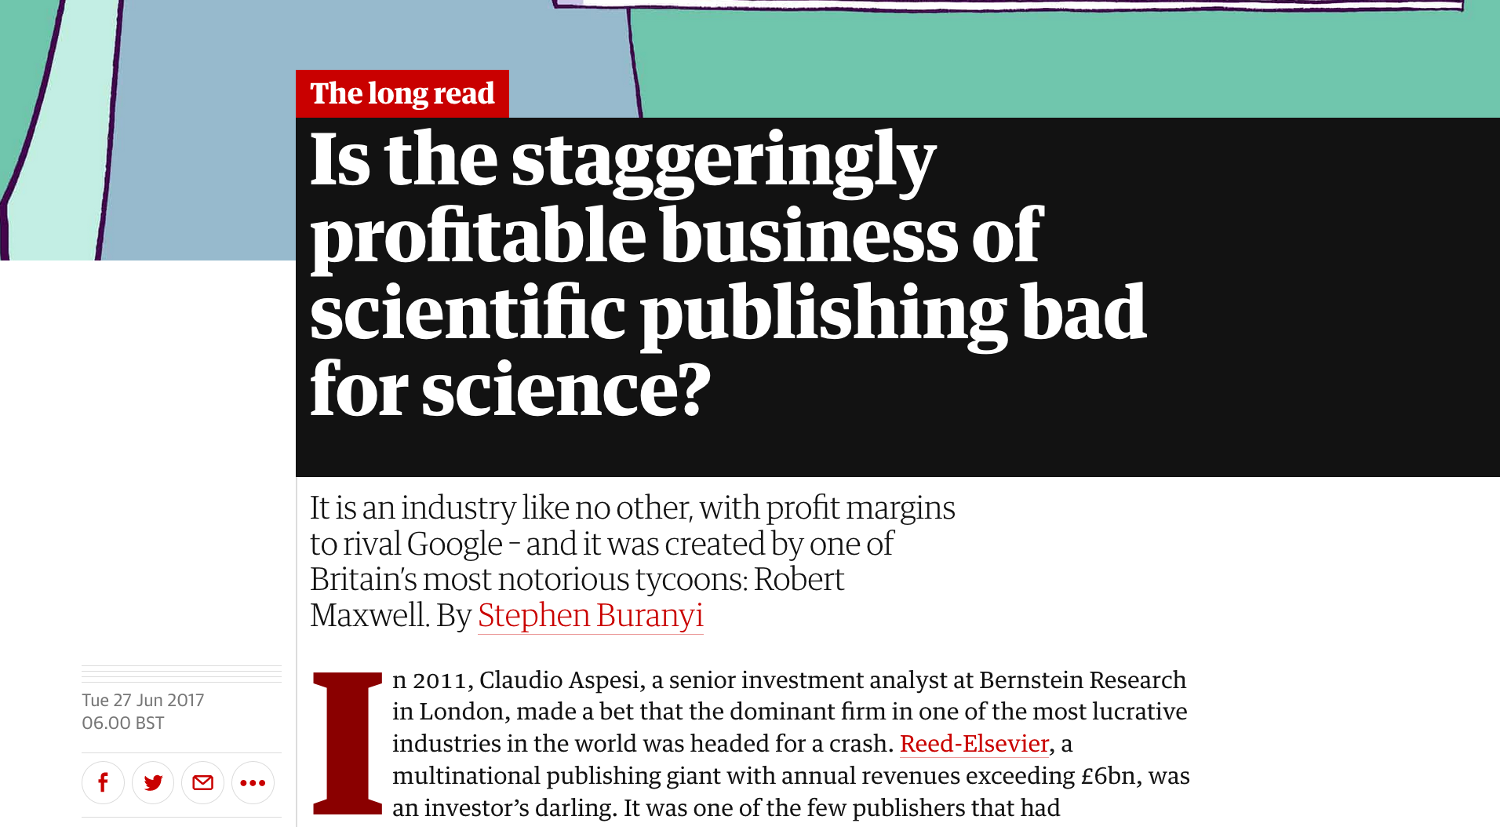 The long read
Is the staggeringly
profitable business of
scientific publishing bad
for science?
It is an industry like no other, with profit margins
to rival Google – and it was created by one of
Britain’s most notorious tycoons: Robert
Maxwell. By Stephen Buranyi
Tue 27 Jun 2017
06.00 BST
In 2011, Claudio Aspesi, a senior investment analyst at Bernstein Research
in London, made a bet that the dominant firm in one of the most lucrative
industries in the world was headed for a crash. Reed-Elsevier, a
multinational publishing giant with annual revenues exceeding £6bn, was
an investor’s darling. It was one of the few publishers that had